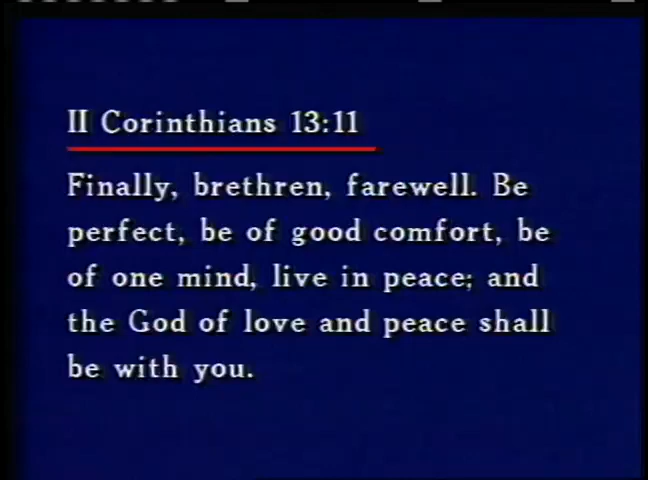 II Corinthians 13:11
Finally, brethren, farewell. Be
perfect, be of good comfort, be
of one mind, live in peace; and
the God of love and peace shall
be with you.